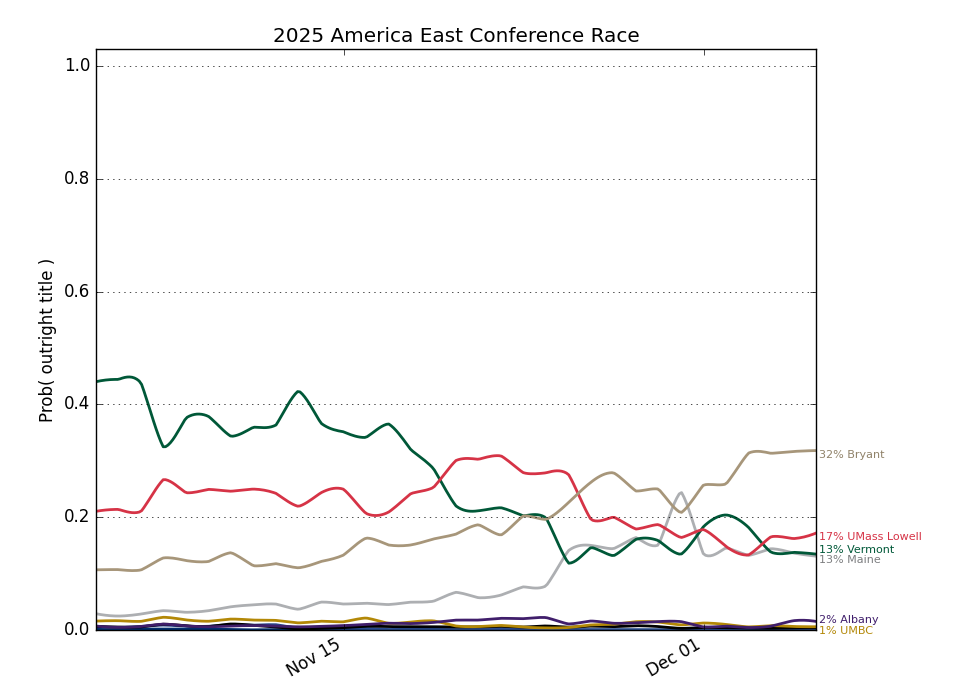 2025 America East Conference Race
Prob( outright title )
1.0
0.8
0.6
0.4
0.2
0.0
Nov 15
Dec 01
32% Bryant
17% UMass Lowell
13% Vermont
13% Maine
2% Albany
1% UMBC